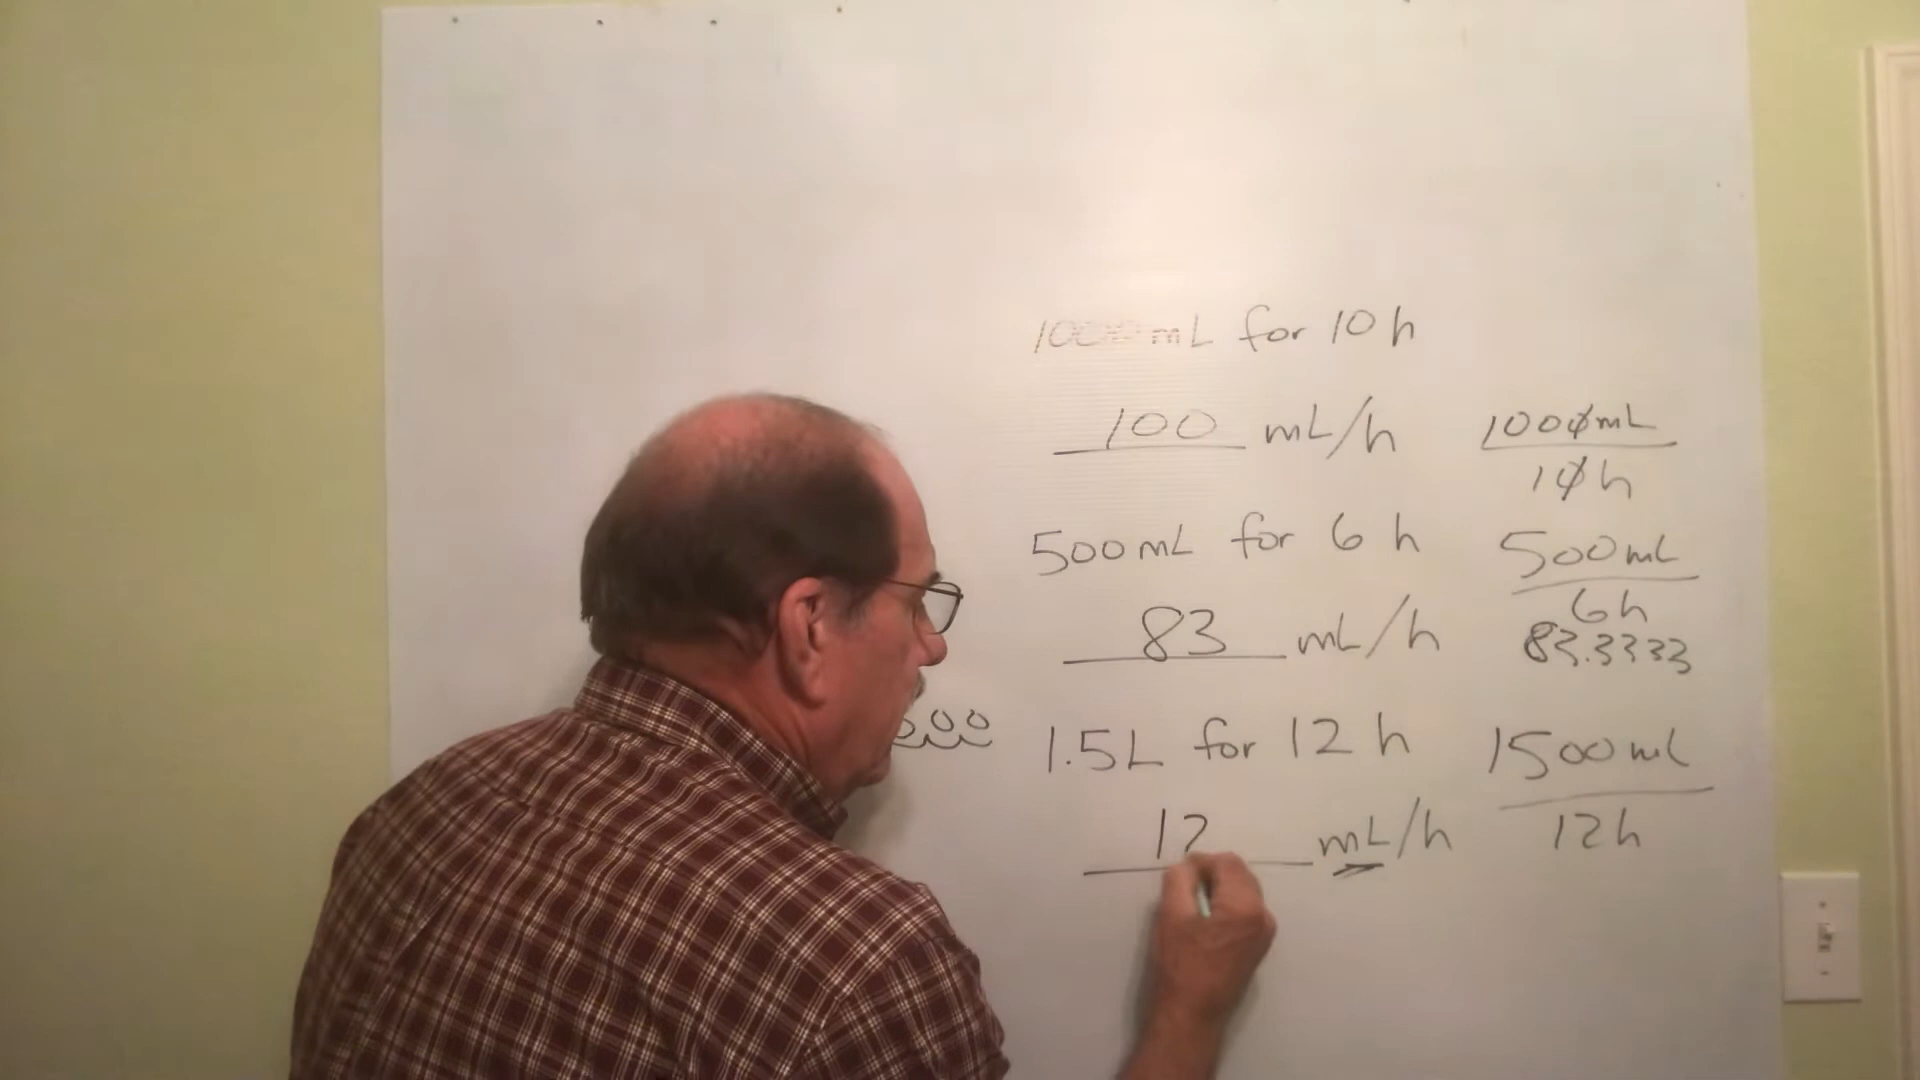 1000 mL for 10 h
100 mL/h
1000mL
10h
500mL for 6 h
500mL
6h
83 mL/h
83.3333
1.5L for 12 h
1500mL
12 mL/h
12h